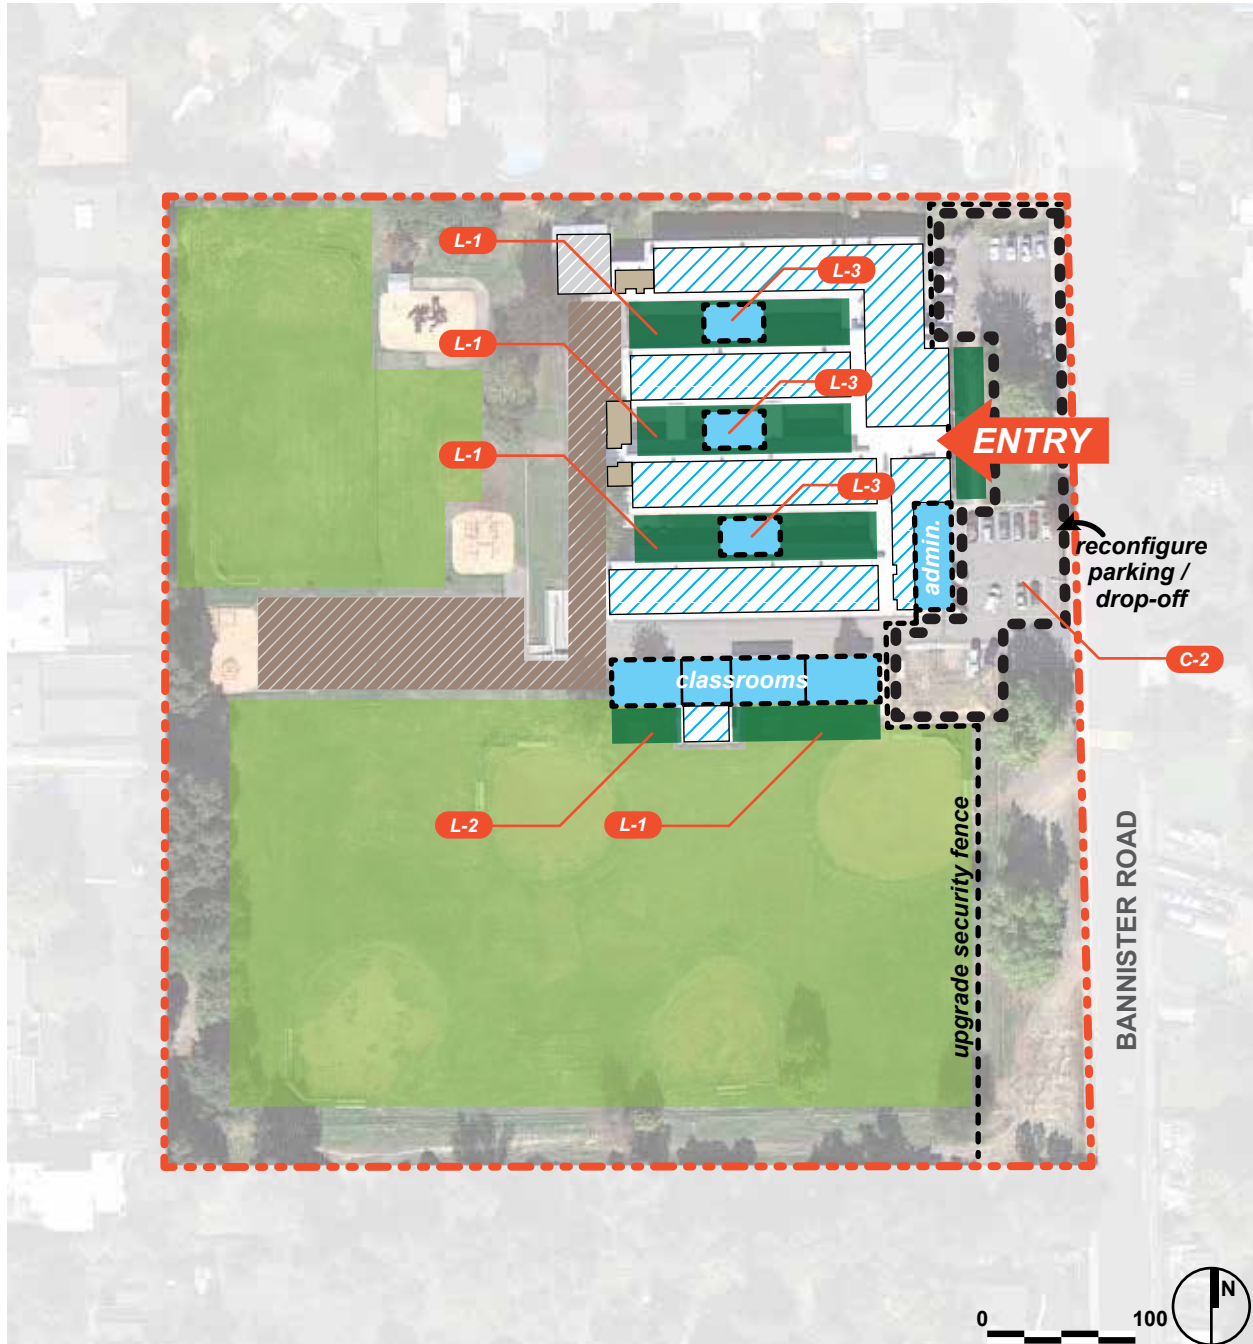 L-1
L-3
L-1
L-3
ENTRY
L-1
L-3
admin.
reconfigure
parking /
drop-off
C-2
classrooms
L-2
L-1
upgrade security fence
BANNISTER ROAD
N
0
100